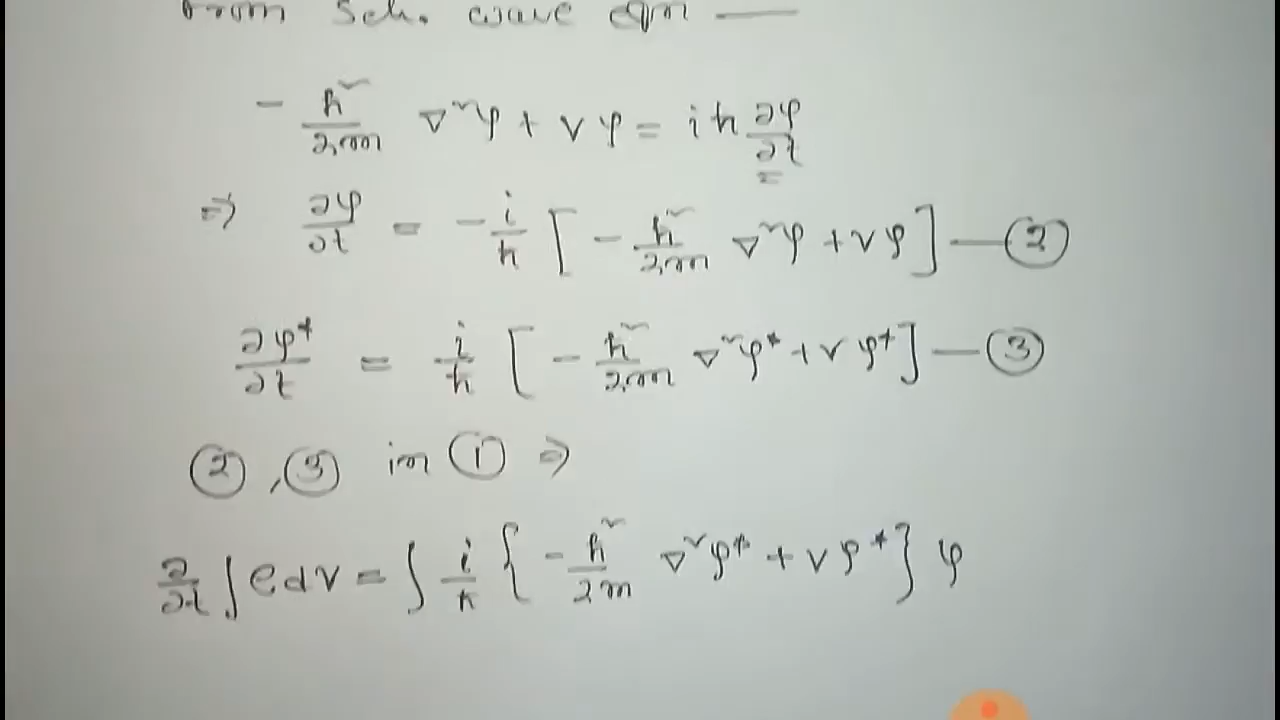 From Sch. wave eqn —
- ħ²/2m ∇²ψ + Vψ = iħ ∂ψ/∂t
⇒ ∂ψ/∂t = - i/ħ [ - ħ²/2m ∇²ψ + Vψ ] — ②
∂ψ*/∂t = i/ħ [ - ħ²/2m ∇²ψ* + Vψ* ] — ③
②, ③ in ① ⇒
∂/∂t ∫ρdV = ∫ i/ħ { - ħ²/2m ∇²ψ* + Vψ* } ψ